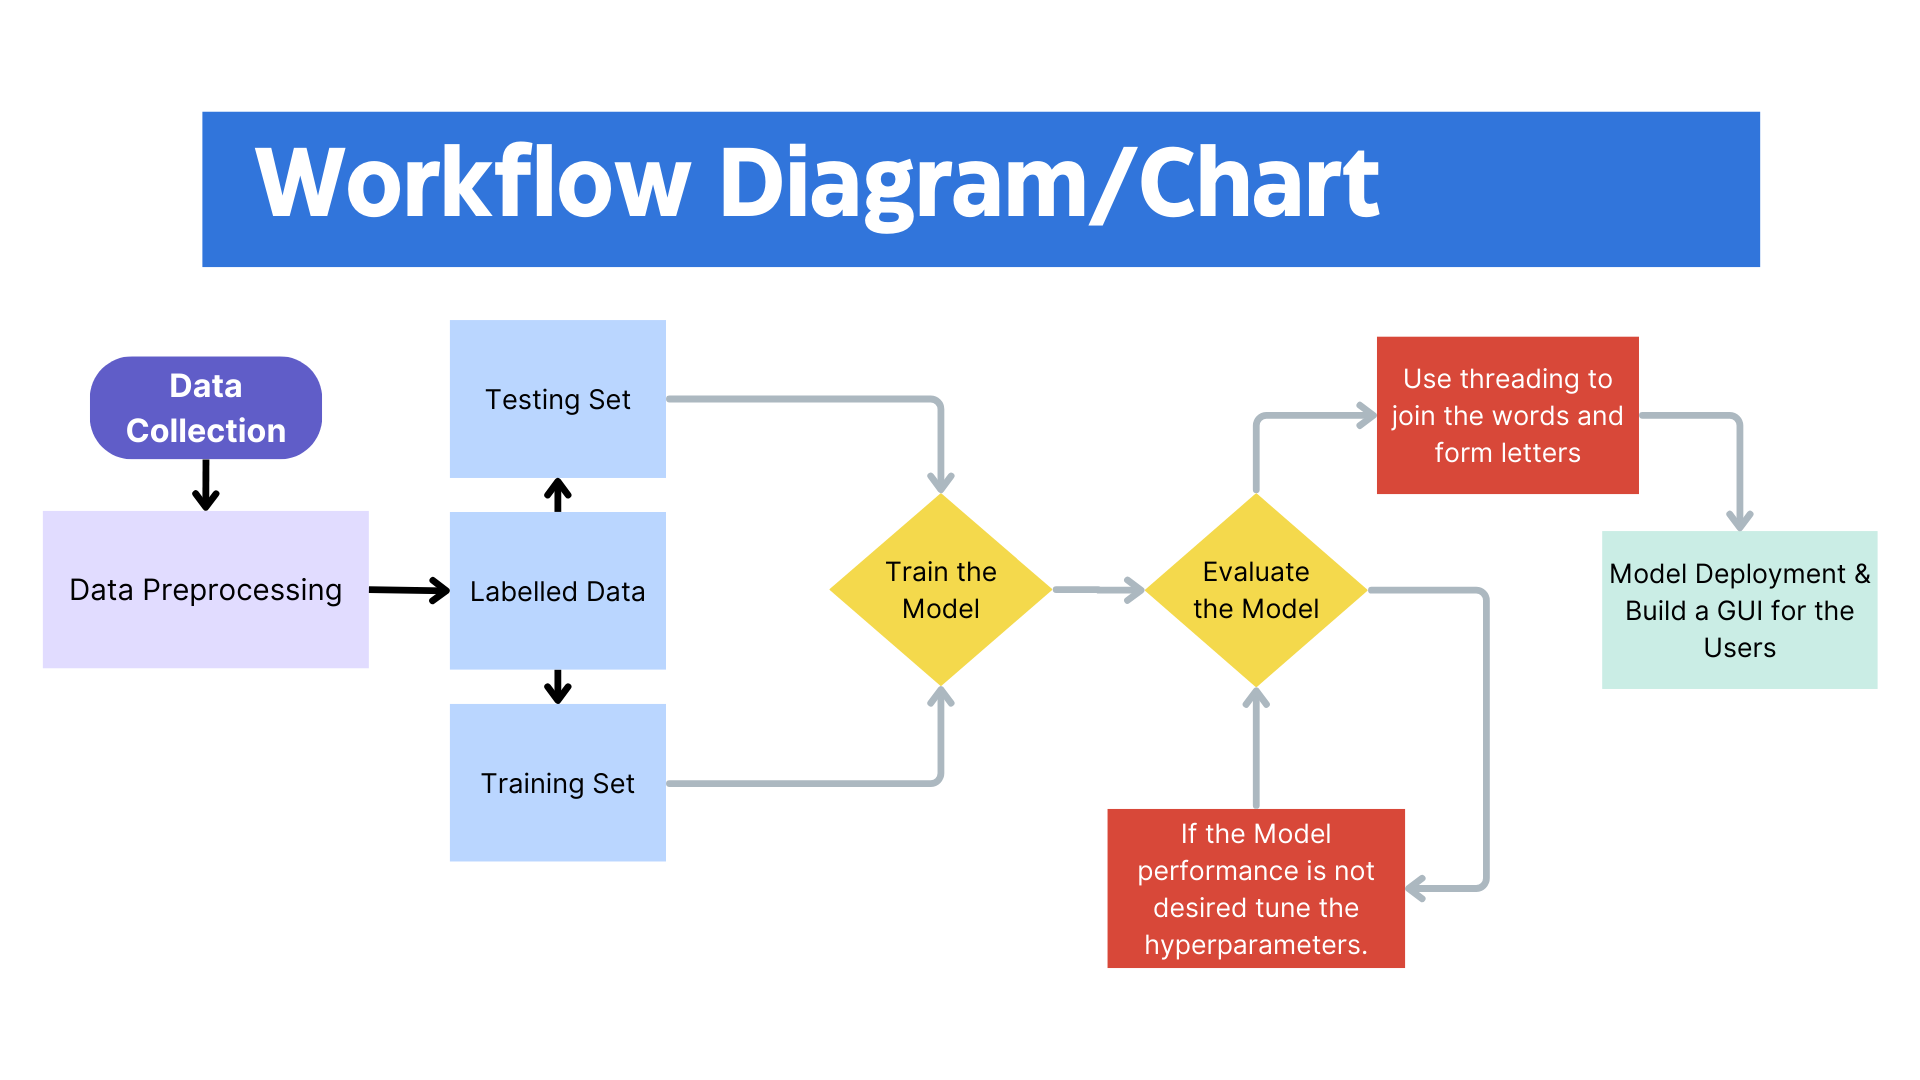 Workflow Diagram/Chart
Data
Collection
Data Preprocessing
Testing Set
Labelled Data
Training Set
Train the
Model
Evaluate
the Model
Use threading to
join the words and
form letters
Model Deployment &
Build a GUI for the
Users
If the Model
performance is not
desired tune the
hyperparameters.